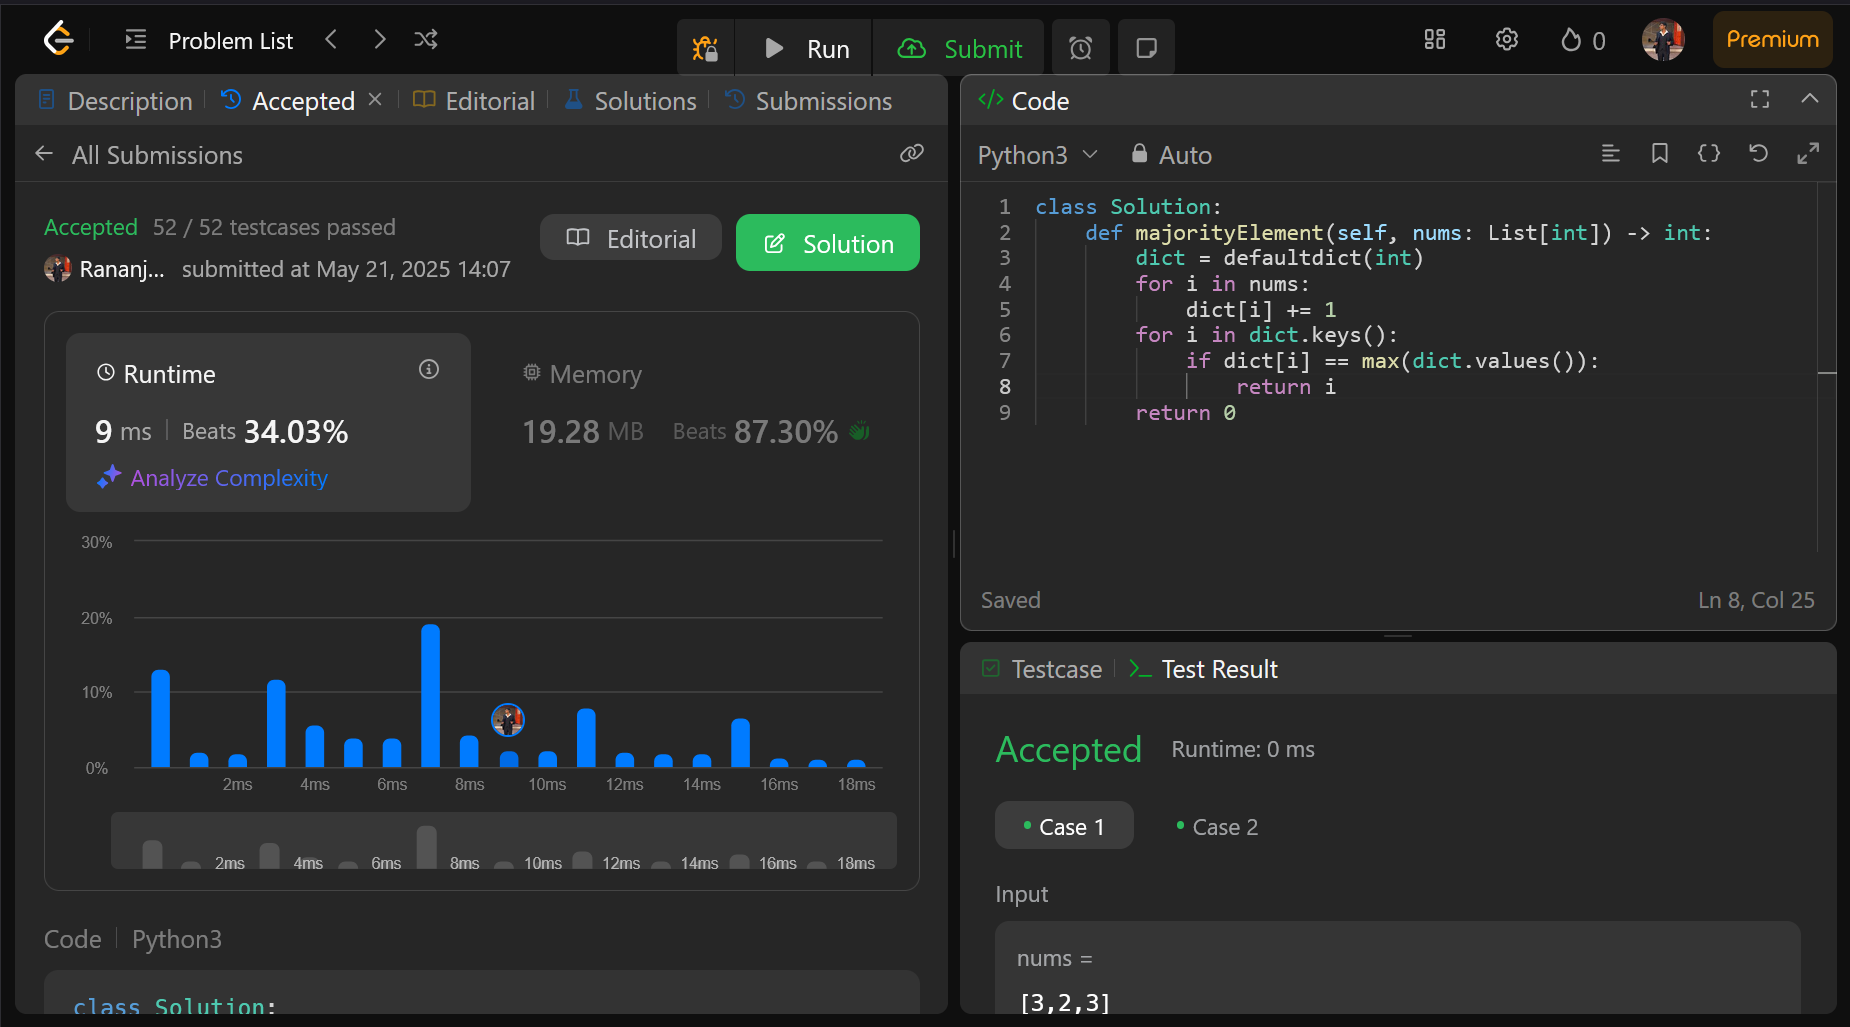 Problem List
Run
Submit
0
Premium
Description
Accepted
Editorial
Solutions
Submissions
All Submissions
Accepted 52 / 52 testcases passed
Rananj... submitted at May 21, 2025 14:07
Editorial
Solution
Runtime
9 ms Beats 34.03%
Analyze Complexity
Memory
19.28 MB Beats 87.30%
30%
20%
10%
0%
2ms 4ms 6ms 8ms 10ms 12ms 14ms 16ms 18ms
2ms 4ms 6ms 8ms 10ms 12ms 14ms 16ms 18ms
Code Python3
class Solution:
</> Code
Python3 Auto
1 class Solution:
2     def majorityElement(self, nums: List[int]) -> int:
3         dict = defaultdict(int)
4         for i in nums:
5             dict[i] += 1
6         for i in dict.keys():
7             if dict[i] == max(dict.values()):
8                 return i
9         return 0
Saved
Ln 8, Col 25
Testcase
>_ Test Result
Accepted Runtime: 0 ms
Case 1
Case 2
Input
nums =
[3,2,3]